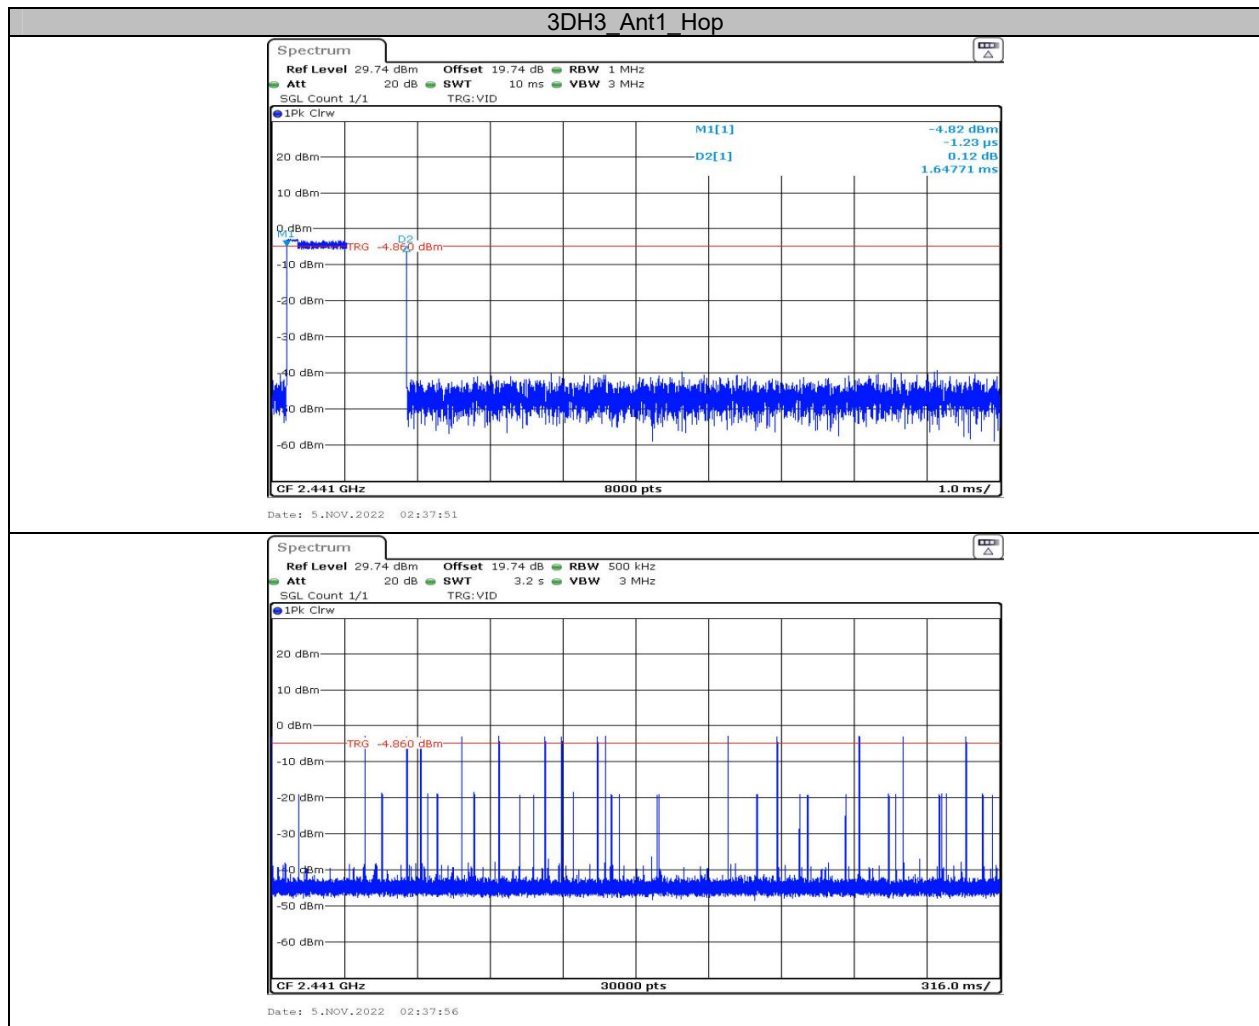 3DH3_Ant1_Hop
Spectrum
Ref Level 29.74 dBm Offset 19.74 dB RBW 1 MHz
Att 20 dB SWT 10 ms VBW 3 MHz
SGL Count 1/1 TRG:VID
1Pk Clrw
M1[1] -4.82 dBm
-1.23 µs
20 dBm D2[1] 0.12 dB
1.64771 ms
10 dBm
0 dBm
M1 D2
TRG -4.860 dBm
-10 dBm
-20 dBm
-30 dBm
-40 dBm
-50 dBm
-60 dBm
CF 2.441 GHz 8000 pts 1.0 ms/
Date: 5.NOV.2022 02:37:51
Spectrum
Ref Level 29.74 dBm Offset 19.74 dB RBW 500 kHz
Att 20 dB SWT 3.2 s VBW 3 MHz
SGL Count 1/1 TRG:VID
1Pk Clrw
20 dBm
10 dBm
0 dBm
TRG -4.860 dBm
-10 dBm
-20 dBm
-30 dBm
-40 dBm
-50 dBm
-60 dBm
CF 2.441 GHz 30000 pts 316.0 ms/
Date: 5.NOV.2022 02:37:56